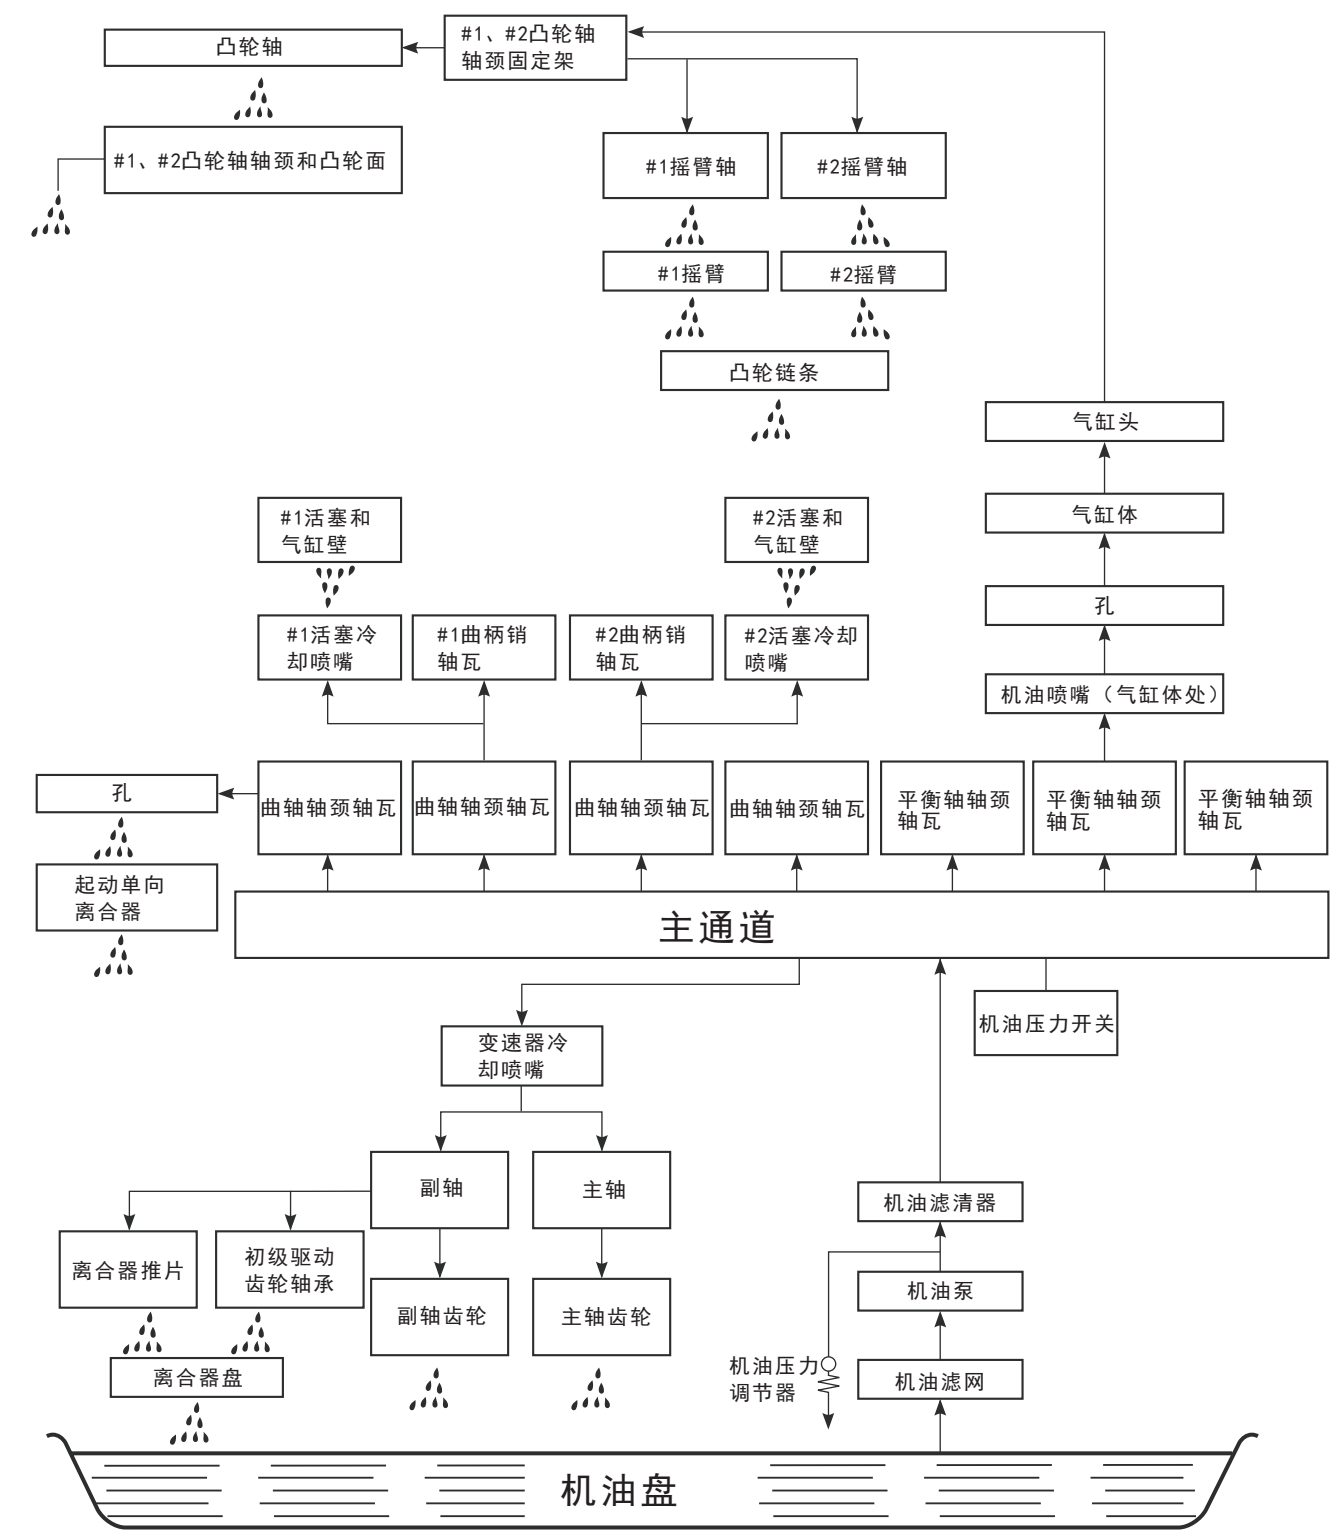 凸轮轴
#1、#2凸轮轴
轴颈固定架
#1、#2凸轮轴轴颈和凸轮面
#1摇臂轴
#2摇臂轴
#1摇臂
#2摇臂
凸轮链条
气缸头
气缸体
孔
机油喷嘴（气缸体处）
#1活塞和
气缸壁
#2活塞和
气缸壁
#1活塞冷
却喷嘴
#1曲柄销
轴瓦
#2曲柄销
轴瓦
#2活塞冷却
喷嘴
孔
曲轴轴颈轴瓦
曲轴轴颈轴瓦
曲轴轴颈轴瓦
曲轴轴颈轴瓦
平衡轴轴颈
轴瓦
平衡轴轴颈
轴瓦
平衡轴轴颈
轴瓦
起动单向
离合器
主通道
机油压力开关
变速器冷
却喷嘴
副轴
主轴
离合器推片
初级驱动
齿轮轴承
副轴齿轮
主轴齿轮
离合器盘
机油滤清器
机油泵
机油压力
调节器
机油滤网
机油盘